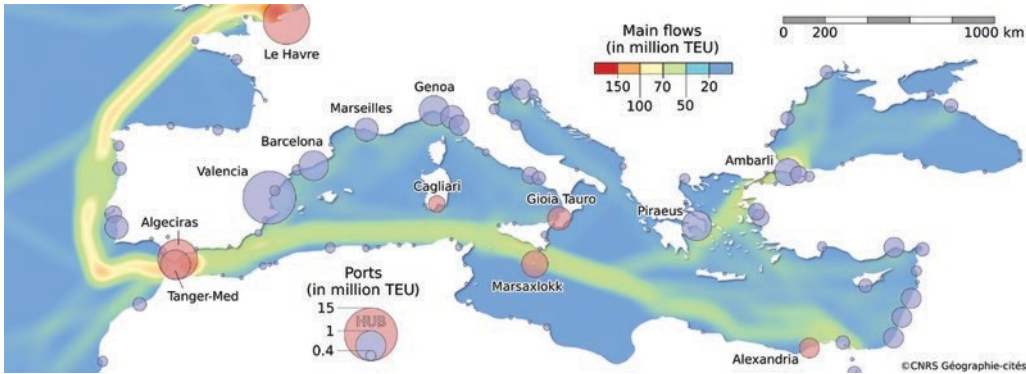 Le Havre
Main flows
(in million TEU)
150
100
70
50
20
0
200
1000 km
Genoa
Marseilles
Barcelona
Valencia
Cagliari
Gioia Tauro
Ambarli
Piraeus
Algeciras
Tanger-Med
Marsaxlokk
Alexandria
Ports
(in million TEU)
15
1
0.4
HUB
©CNRS Géographie-cités